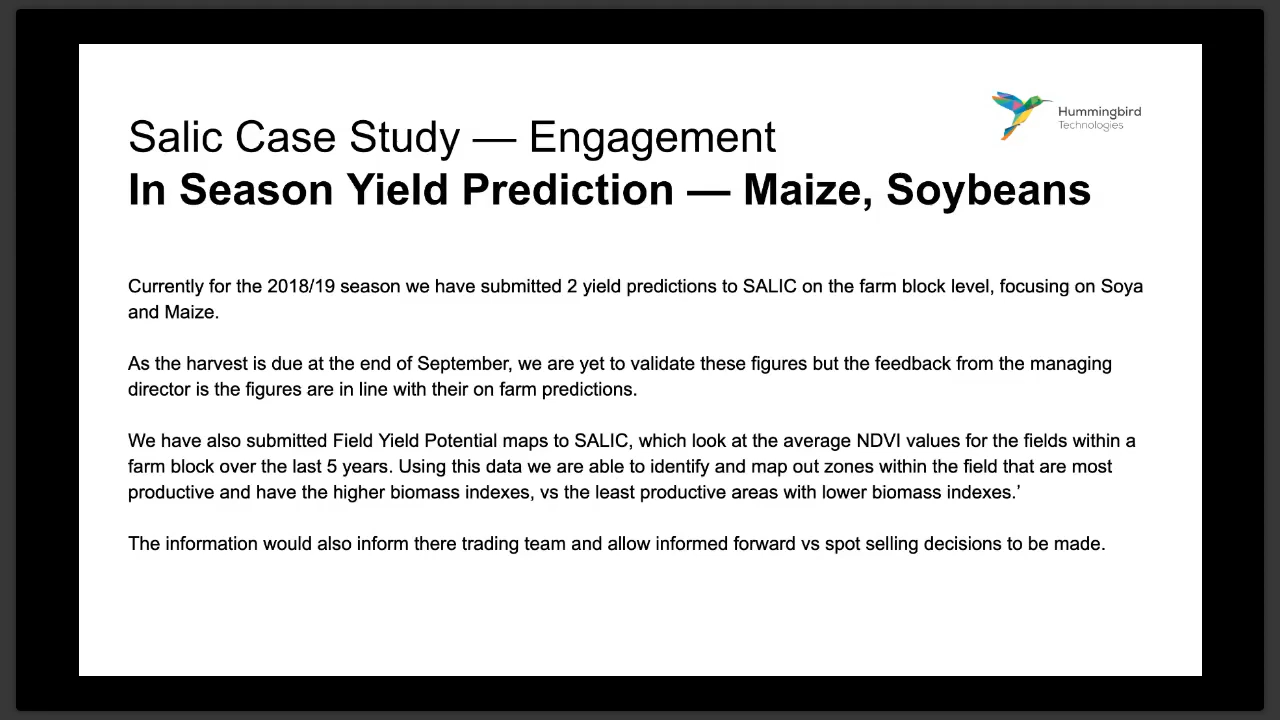 Hummingbird
Technologies
Salic Case Study — Engagement
In Season Yield Prediction — Maize, Soybeans
Currently for the 2018/19 season we have submitted 2 yield predictions to SALIC on the farm block level, focusing on Soya
and Maize.
As the harvest is due at the end of September, we are yet to validate these figures but the feedback from the managing
director is the figures are in line with their on farm predictions.
We have also submitted Field Yield Potential maps to SALIC, which look at the average NDVI values for the fields within a
farm block over the last 5 years. Using this data we are able to identify and map out zones within the field that are most
productive and have the higher biomass indexes, vs the least productive areas with lower biomass indexes.’
The information would also inform there trading team and allow informed forward vs spot selling decisions to be made.